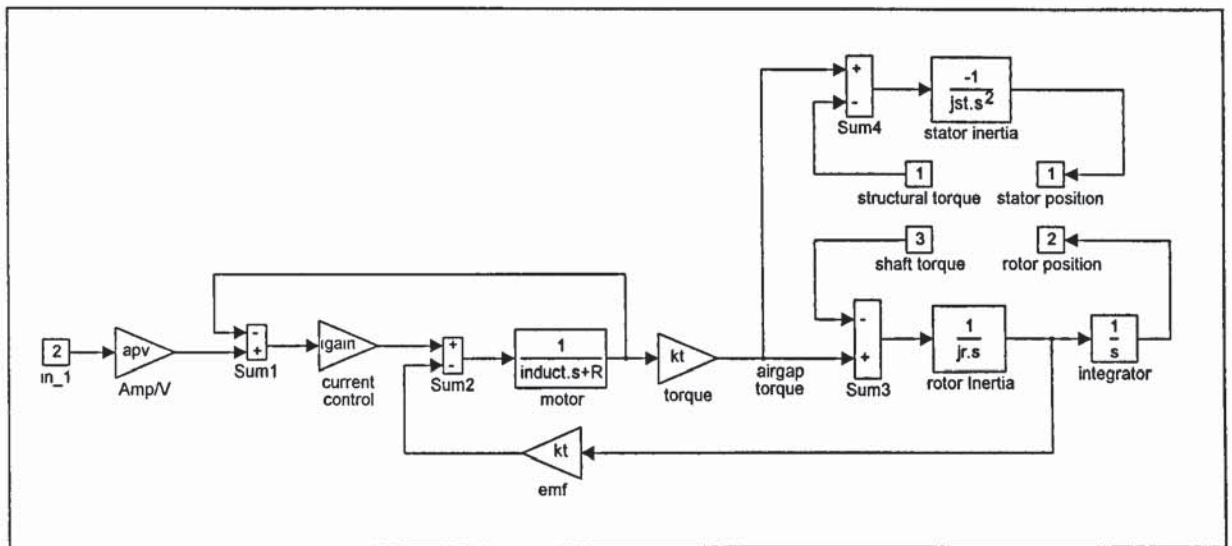 +
-
Sum4
-1
jst.s2
stator inertia
1
structural torque
1
stator position
3
shaft torque
2
rotor position
2
in_1
apv
Amp/V
-
+
Sum1
igain
current
control
+
-
Sum2
1
induct.s+R
motor
kt
torque
airgap
torque
-
+
Sum3
1
jr.s
rotor Inertia
1
s
integrator
kt
emf